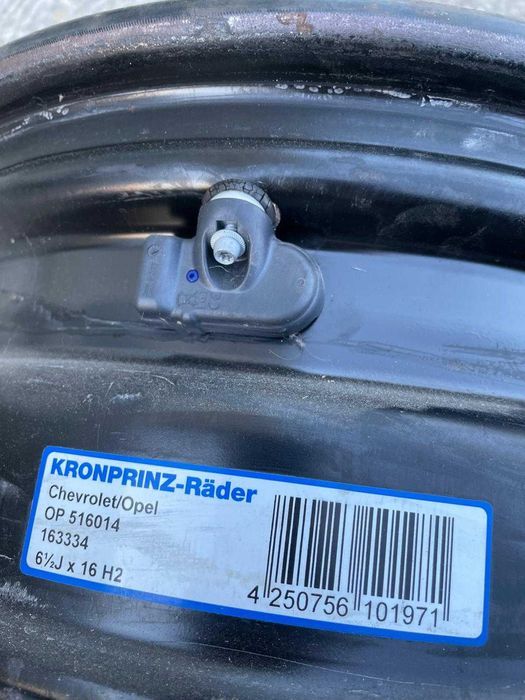 KRONPRINZ-Räder
Chevrolet/Opel
OP 516014
163334
6½J x 16 H2
4 250756 101971